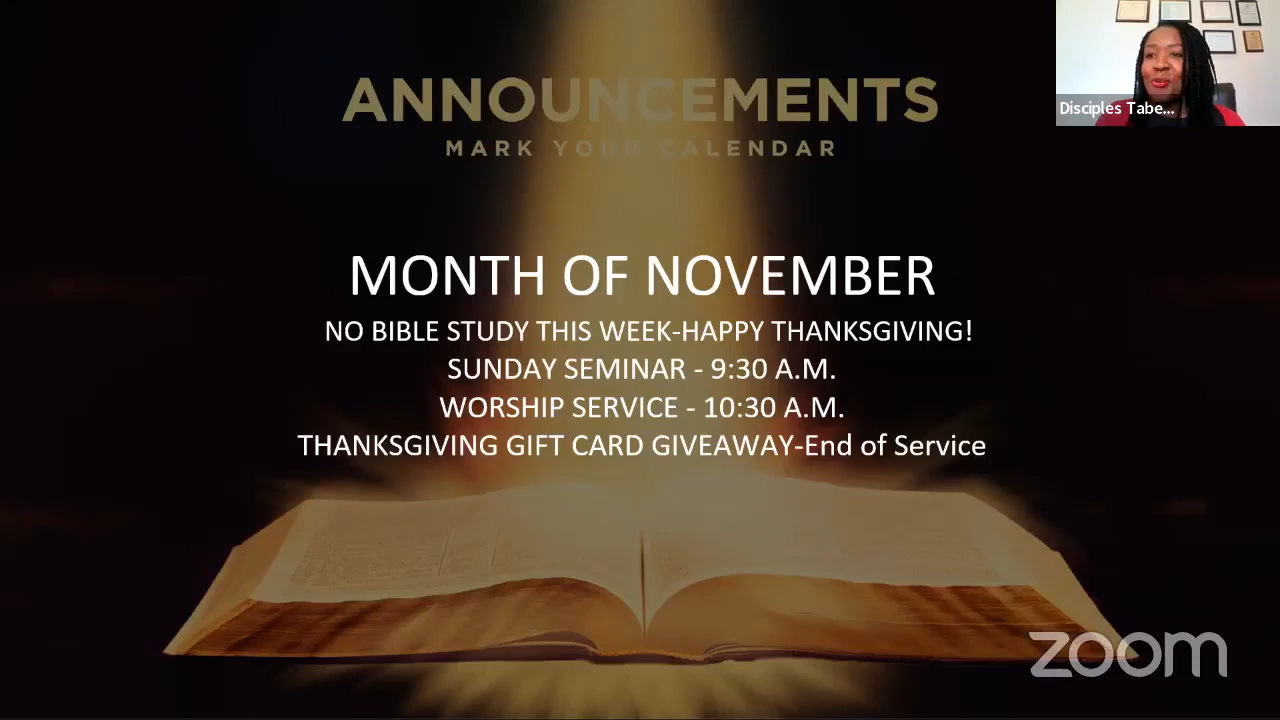 ANNOUNCEMENTS
MARK YOUR CALENDAR
Disciples Tabe...
MONTH OF NOVEMBER
NO BIBLE STUDY THIS WEEK-HAPPY THANKSGIVING!
SUNDAY SEMINAR - 9:30 A.M.
WORSHIP SERVICE - 10:30 A.M.
THANKSGIVING GIFT CARD GIVEAWAY-End of Service
zoom